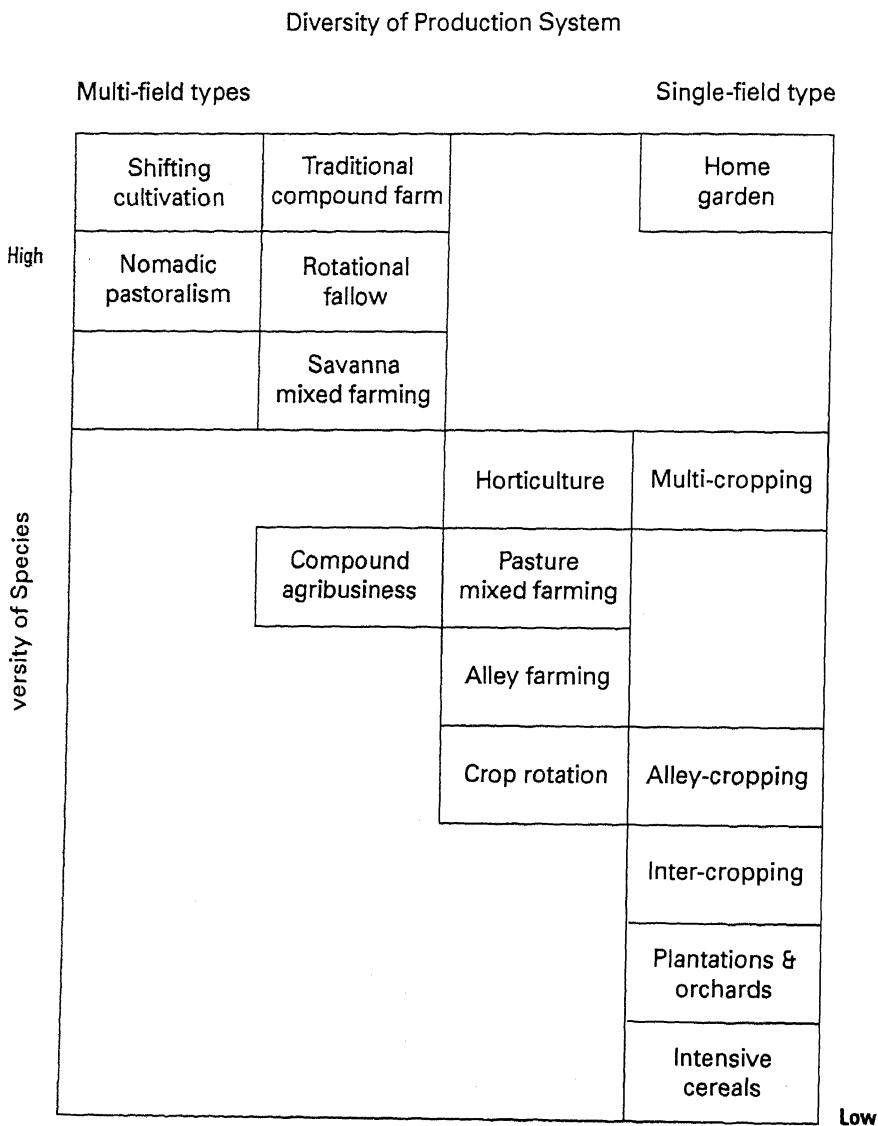 Diversity of Production System
Multi-field types
Single-field type
Shifting
cultivation
Traditional
compound farm
Home
garden
High
Nomadic
pastoralism
Rotational
fallow
Savanna
mixed farming
Horticulture
Multi-cropping
versity of Species
Compound
agribusiness
Pasture
mixed farming
Alley farming
Crop rotation
Alley-cropping
Inter-cropping
Plantations &
orchards
Intensive
cereals
Low